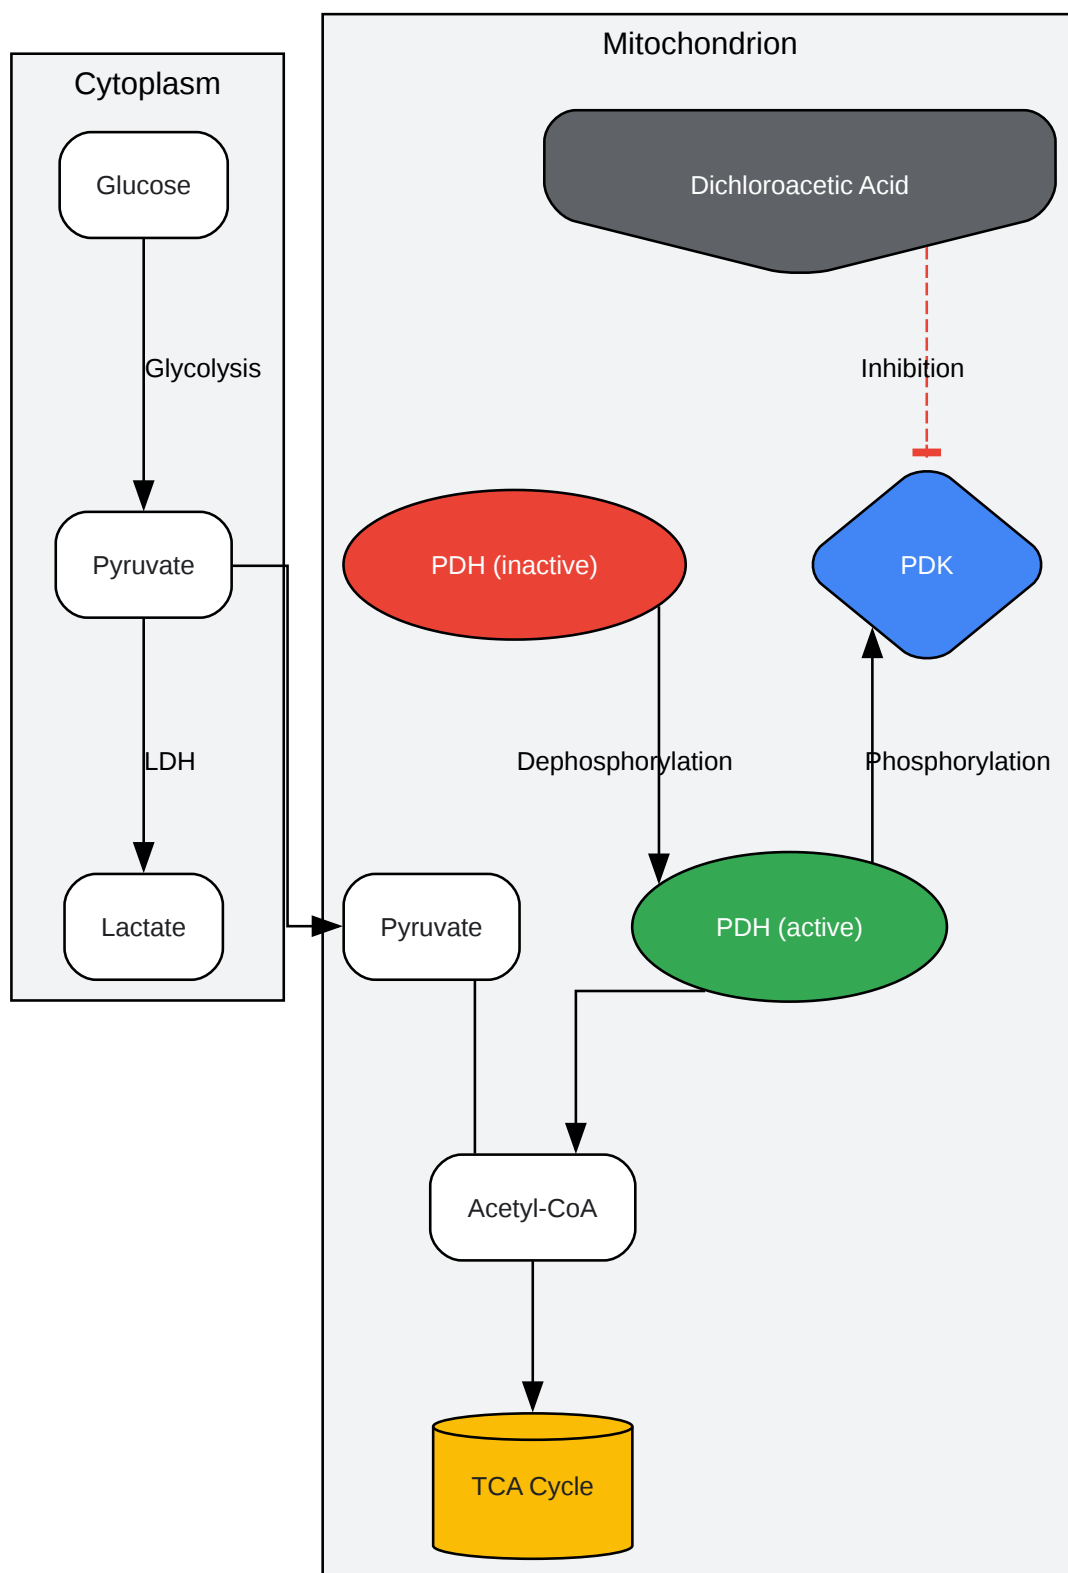 Mitochondrion
Cytoplasm
Glucose
Dichloroacetic Acid
Glycolysis
Inhibition
Pyruvate
PDH (inactive)
PDK
LDH
Dephosphorylation
Phosphorylation
Lactate
Pyruvate
PDH (active)
Acetyl-CoA
TCA Cycle